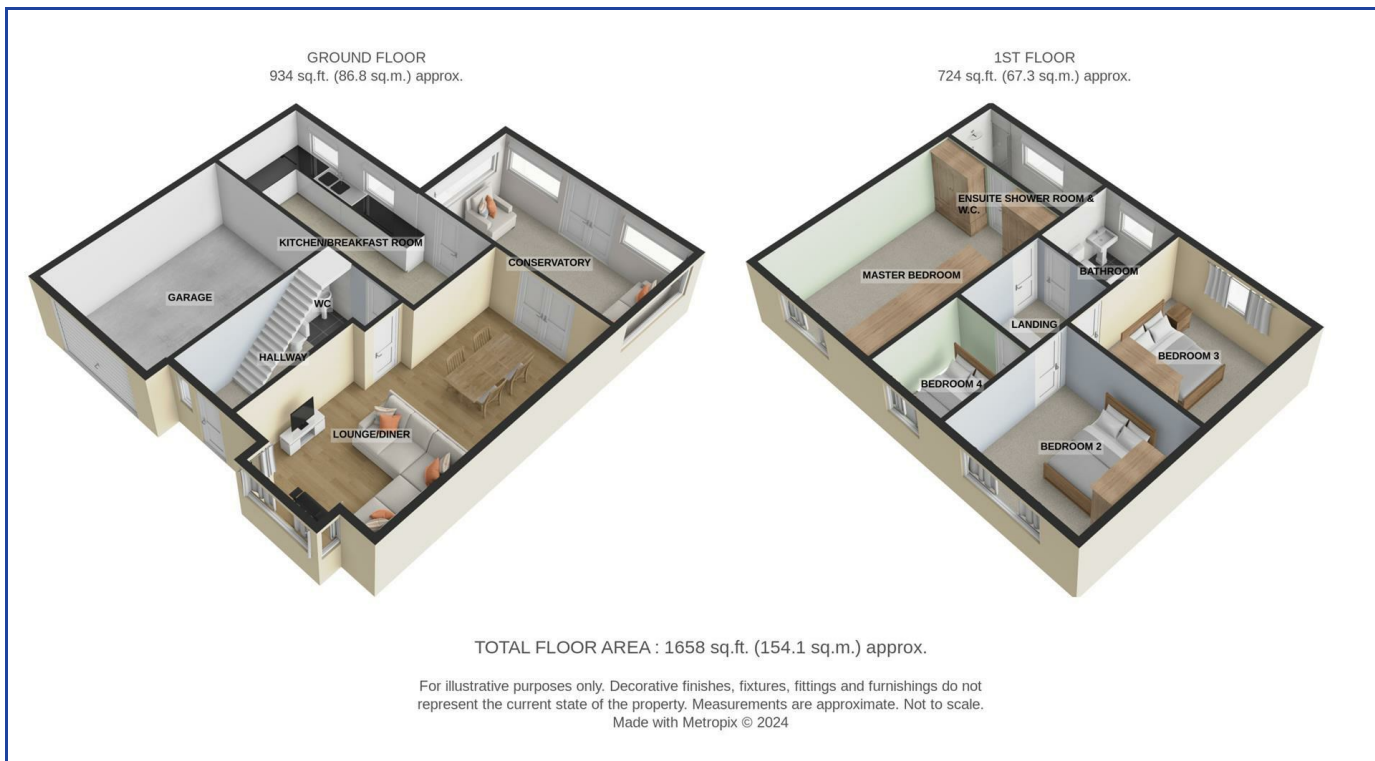 GROUND FLOOR
934 sq.ft. (86.8 sq.m.) approx.
1ST FLOOR
724 sq.ft. (67.3 sq.m.) approx.
KITCHEN/BREAKFAST ROOM
CONSERVATORY
GARAGE
WC
HALLWAY
LOUNGE/DINER
ENSUITE SHOWER ROOM &
W.C.
MASTER BEDROOM
BATHROOM
LANDING
BEDROOM 3
BEDROOM 4
BEDROOM 2
TOTAL FLOOR AREA : 1658 sq.ft. (154.1 sq.m.) approx.
For illustrative purposes only. Decorative finishes, fixtures, fittings and furnishings do not
represent the current state of the property. Measurements are approximate. Not to scale.
Made with Metropix © 2024